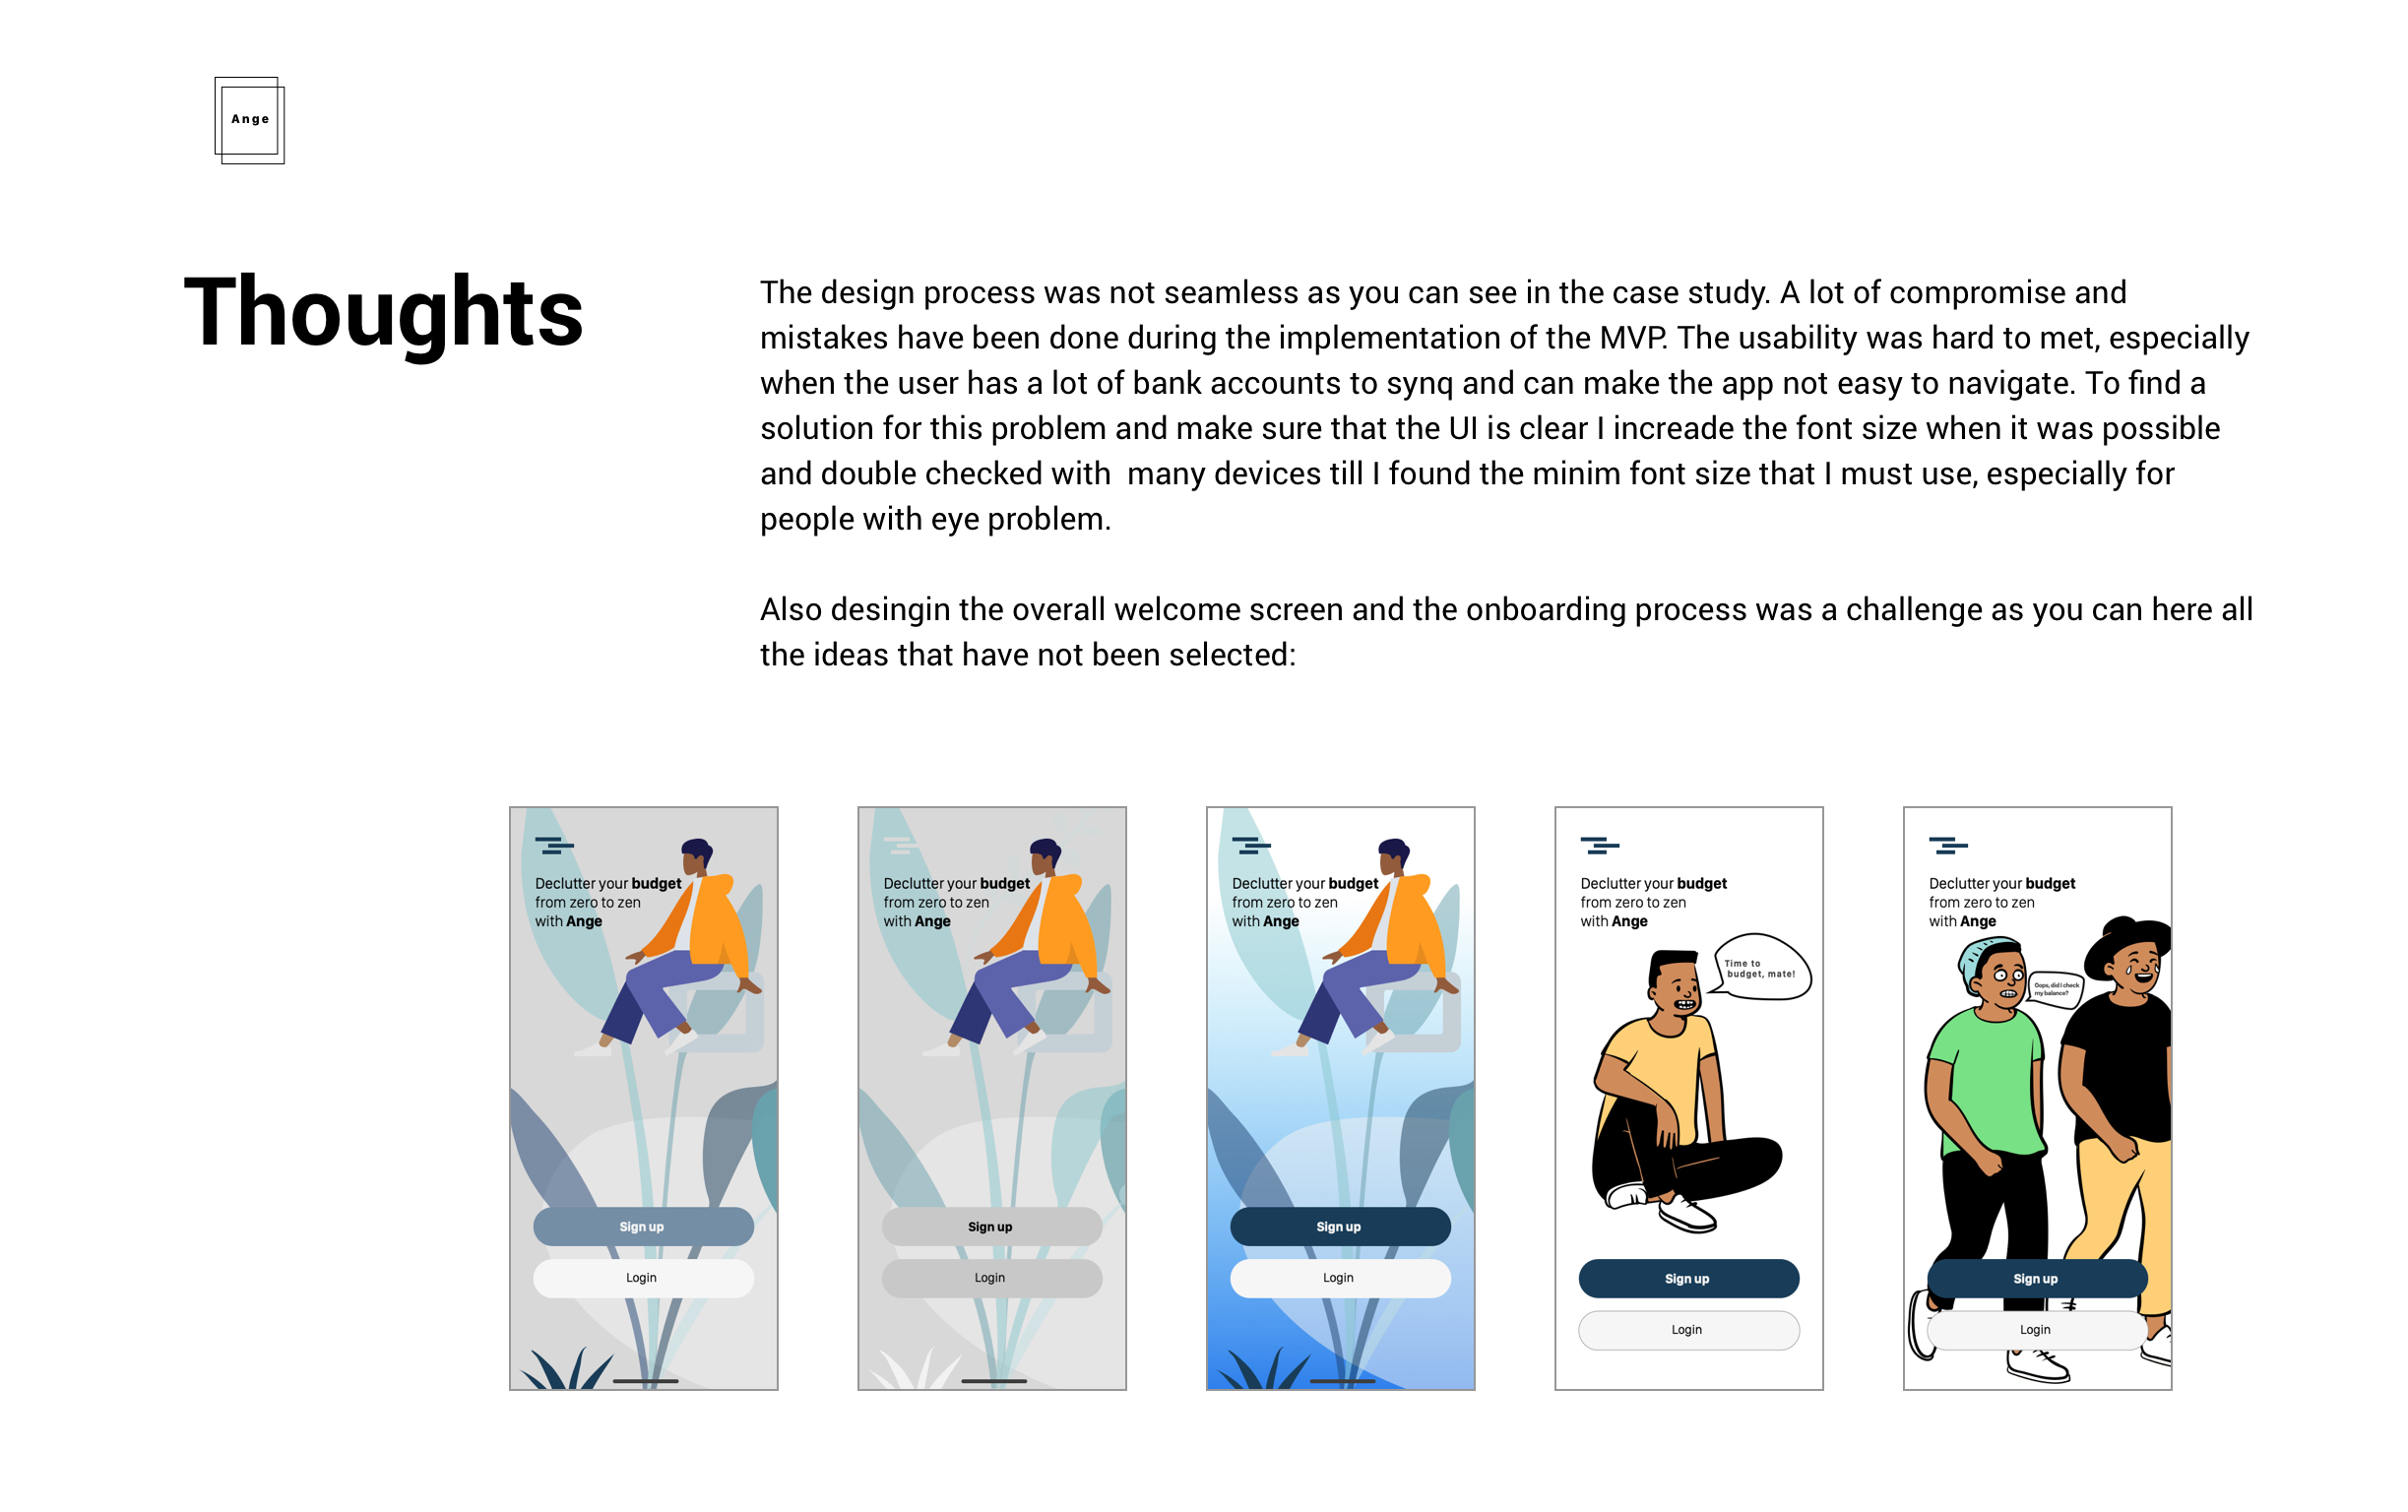 Ange
Thoughts
The design process was not seamless as you can see in the case study. A lot of compromise and
mistakes have been done during the implementation of the MVP. The usability was hard to met, especially
when the user has a lot of bank accounts to synq and can make the app not easy to navigate. To find a
solution for this problem and make sure that the UI is clear I increade the font size when it was possible
and double checked with  many devices till I found the minim font size that I must use, especially for
people with eye problem.
Also desingin the overall welcome screen and the onboarding process was a challenge as you can here all
the ideas that have not been selected:
Declutter your budget
from zero to zen
with Ange
Sign up
Login
Declutter your budget
from zero to zen
with Ange
Sign up
Login
Declutter your budget
from zero to zen
with Ange
Sign up
Login
Declutter your budget
from zero to zen
with Ange
Time to
budget, mate!
Sign up
Login
Declutter your budget
from zero to zen
with Ange
Oops, did I check
my balance?
Sign up
Login